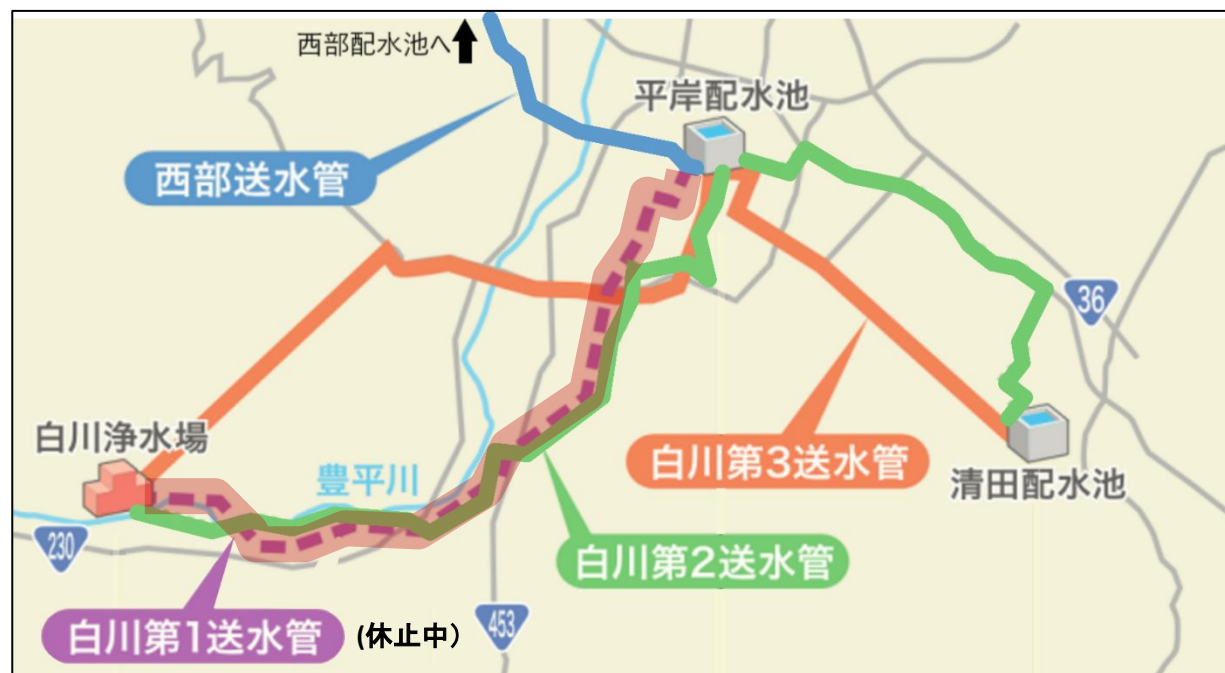 西部配水池へ
平岸配水池
西部送水管
36
白川浄水場
豊平川
白川第3送水管
清田配水池
230
白川第2送水管
白川第1送水管 (休止中)
453